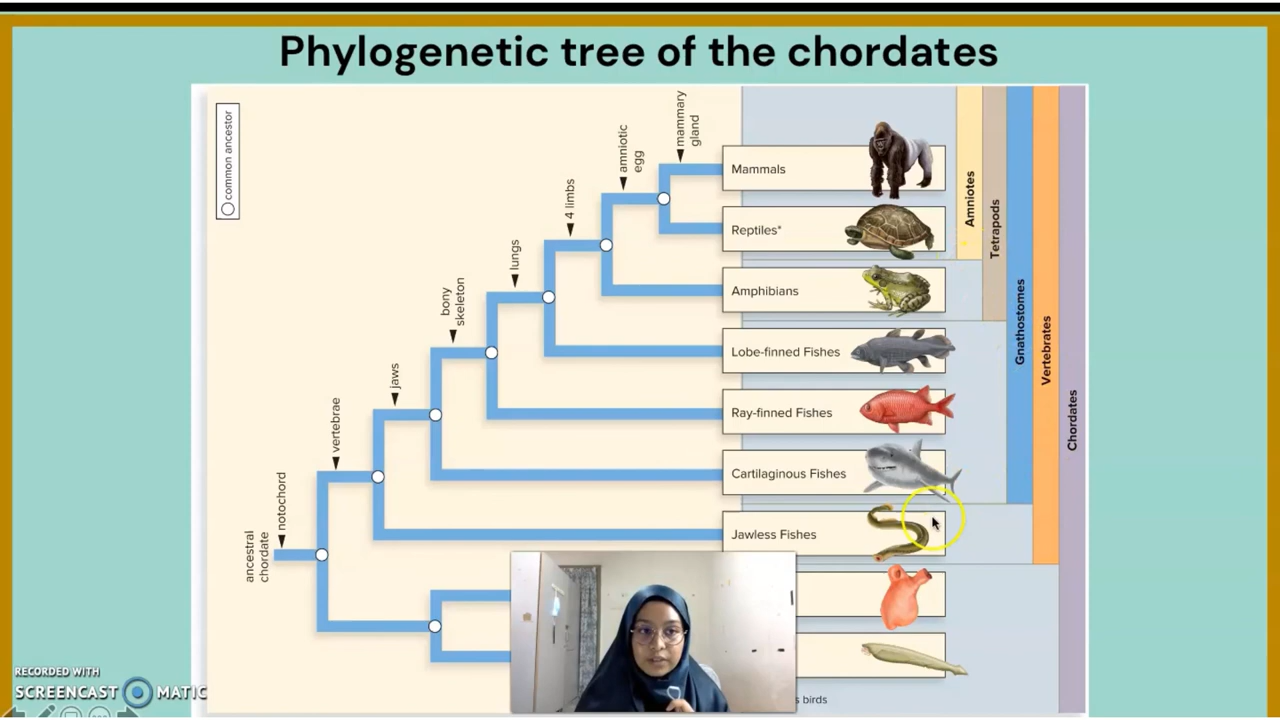 Phylogenetic tree of the chordates
common ancestor
mammary
gland
amniotic
egg
4 limbs
lungs
bony
skeleton
jaws
vertebrae
notochord
ancestral
chordate
Mammals
Reptiles*
Amphibians
Lobe-finned Fishes
Ray-finned Fishes
Cartilaginous Fishes
Jawless Fishes
Amniotes
Tetrapods
Gnathostomes
Vertebrates
Chordates
birds
RECORDED WITH
SCREENCAST MATIC